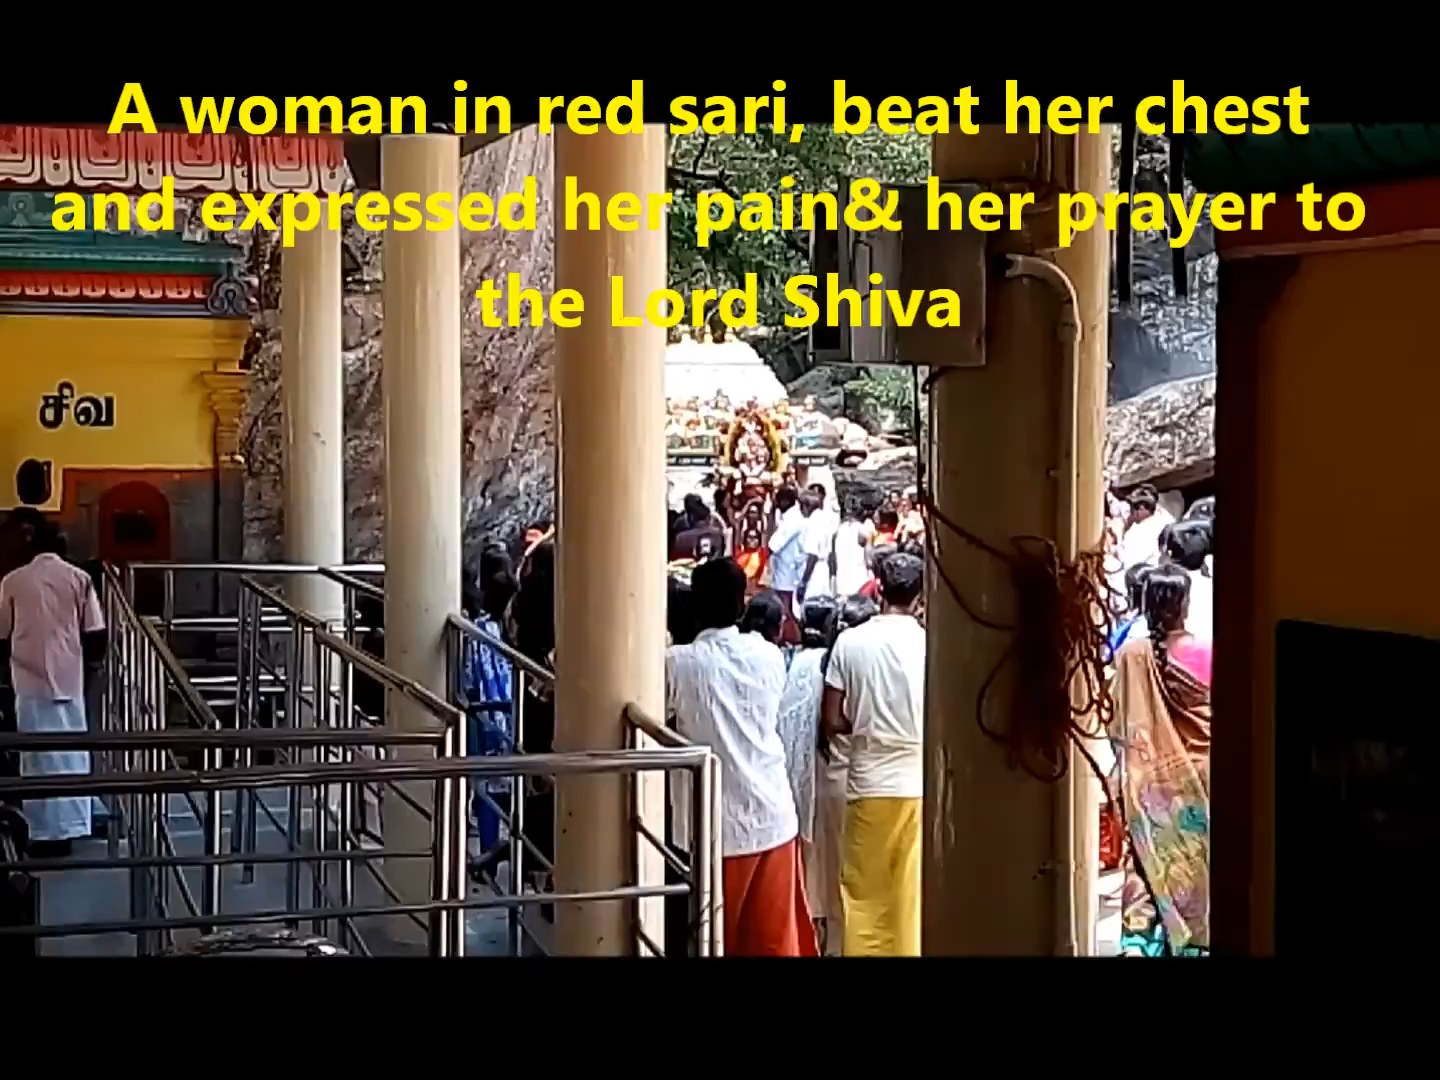 A woman in red sari, beat her chest
and expressed her pain& her prayer to
the Lord Shiva
சிவ